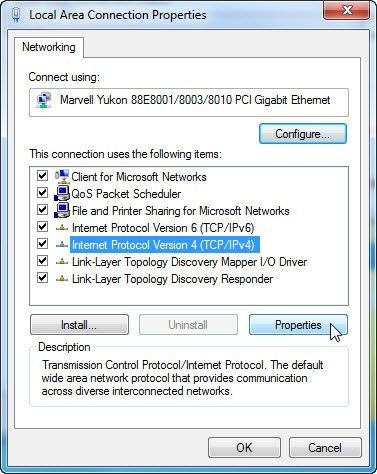 Local Area Connection Properties
Networking
Connect using:
Marvell Yukon 88E8001/8003/8010 PCI Gigabit Ethernet
Configure...
This connection uses the following items:
Client for Microsoft Networks
QoS Packet Scheduler
File and Printer Sharing for Microsoft Networks
Internet Protocol Version 6 (TCP/IPv6)
Internet Protocol Version 4 (TCP/IPv4)
Link-Layer Topology Discovery Mapper I/O Driver
Link-Layer Topology Discovery Responder
Install... Uninstall Properties
Description
Transmission Control Protocol/Internet Protocol. The default
wide area network protocol that provides communication
across diverse interconnected networks.
OK Cancel